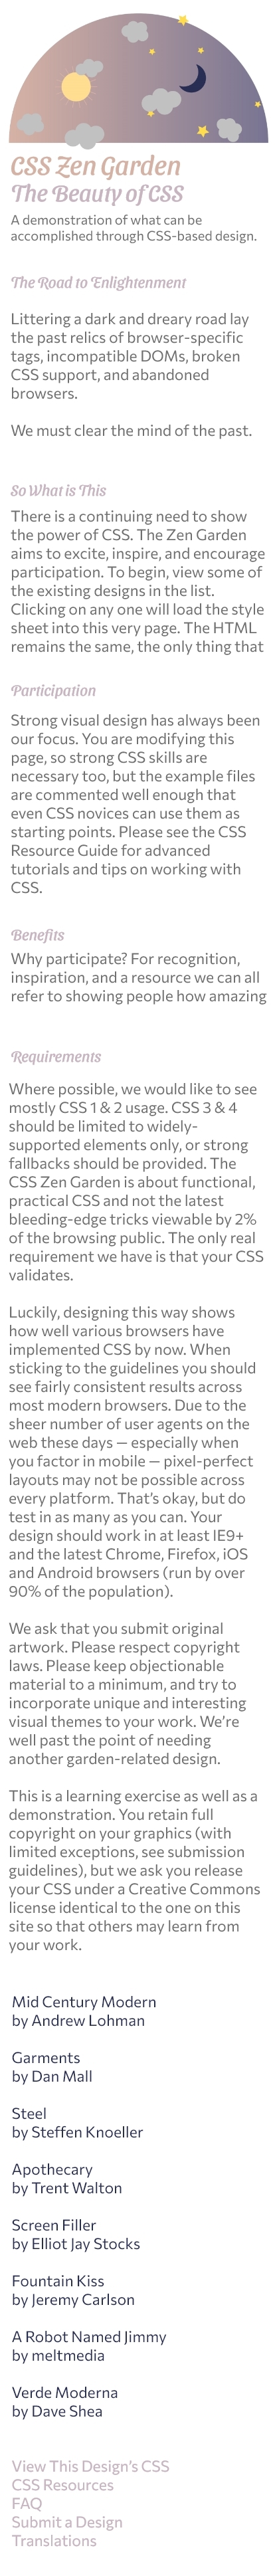 CSS Zen Garden
The Beauty of CSS
A demonstration of what can be
accomplished through CSS-based design.
The Road to Enlightenment
Littering a dark and dreary road lay
the past relics of browser-specific
tags, incompatible DOMs, broken
CSS support, and abandoned
browsers.
We must clear the mind of the past.
So What is This
There is a continuing need to show
the power of CSS. The Zen Garden
aims to excite, inspire, and encourage
participation. To begin, view some of
the existing designs in the list.
Clicking on any one will load the style
sheet into this very page. The HTML
remains the same, the only thing that
Participation
Strong visual design has always been
our focus. You are modifying this
page, so strong CSS skills are
necessary too, but the example files
are commented well enough that
even CSS novices can use them as
starting points. Please see the CSS
Resource Guide for advanced
tutorials and tips on working with
CSS.
Benefits
Why participate? For recognition,
inspiration, and a resource we can all
refer to showing people how amazing
Requirements
Where possible, we would like to see
mostly CSS 1 & 2 usage. CSS 3 & 4
should be limited to widely-
supported elements only, or strong
fallbacks should be provided. The
CSS Zen Garden is about functional,
practical CSS and not the latest
bleeding-edge tricks viewable by 2%
of the browsing public. The only real
requirement we have is that your CSS
validates.
Luckily, designing this way shows
how well various browsers have
implemented CSS by now. When
sticking to the guidelines you should
see fairly consistent results across
most modern browsers. Due to the
sheer number of user agents on the
web these days — especially when
you factor in mobile — pixel-perfect
layouts may not be possible across
every platform. That's okay, but do
test in as many as you can. Your
design should work in at least IE9+
and the latest Chrome, Firefox, iOS
and Android browsers (run by over
90% of the population).
We ask that you submit original
artwork. Please respect copyright
laws. Please keep objectionable
material to a minimum, and try to
incorporate unique and interesting
visual themes to your work. We're
well past the point of needing
another garden-related design.
This is a learning exercise as well as a
demonstration. You retain full
copyright on your graphics (with
limited exceptions, see submission
guidelines), but we ask you release
your CSS under a Creative Commons
license identical to the one on this
site so that others may learn from
your work.
Mid Century Modern
by Andrew Lohman
Garments
by Dan Mall
Steel
by Steffen Knoeller
Apothecary
by Trent Walton
Screen Filler
by Elliot Jay Stocks
Fountain Kiss
by Jeremy Carlson
A Robot Named Jimmy
by meltmedia
Verde Moderna
by Dave Shea
View This Design's CSS
CSS Resources
FAQ
Submit a Design
Translations